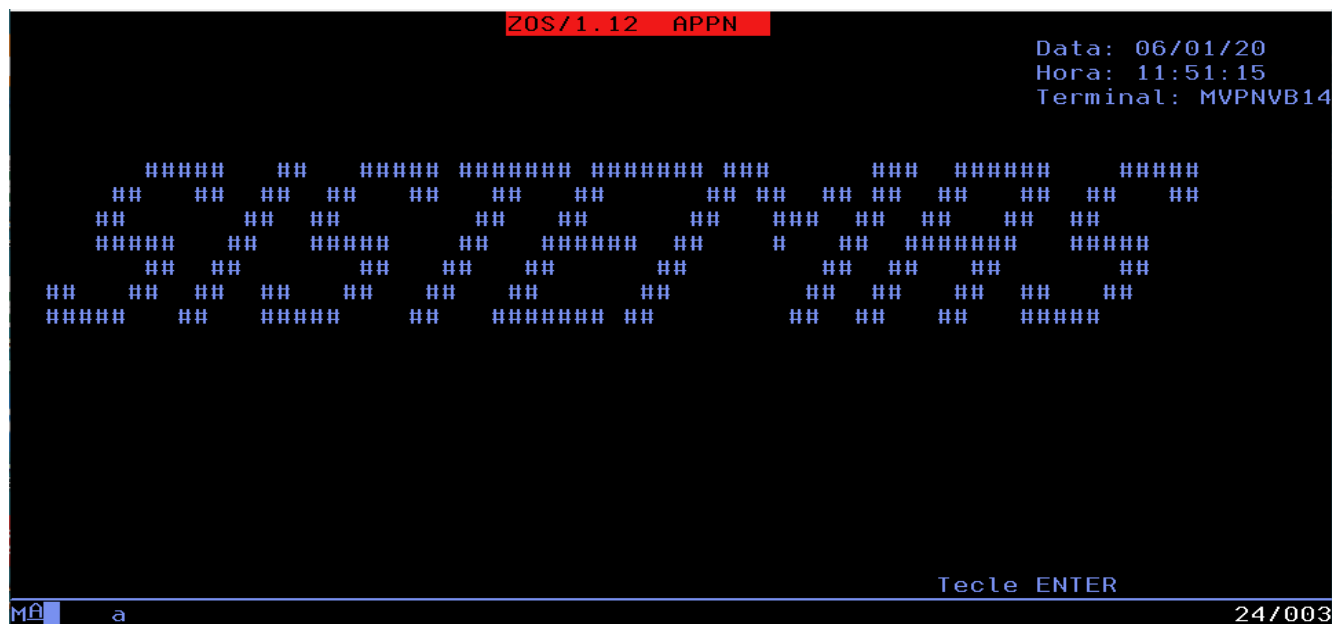 ZOS/1.12 APPN
Data: 06/01/20
Hora: 11:51:15
Terminal: MVPNVB14
SISTEMAS
Tecle ENTER
MA a 24/003